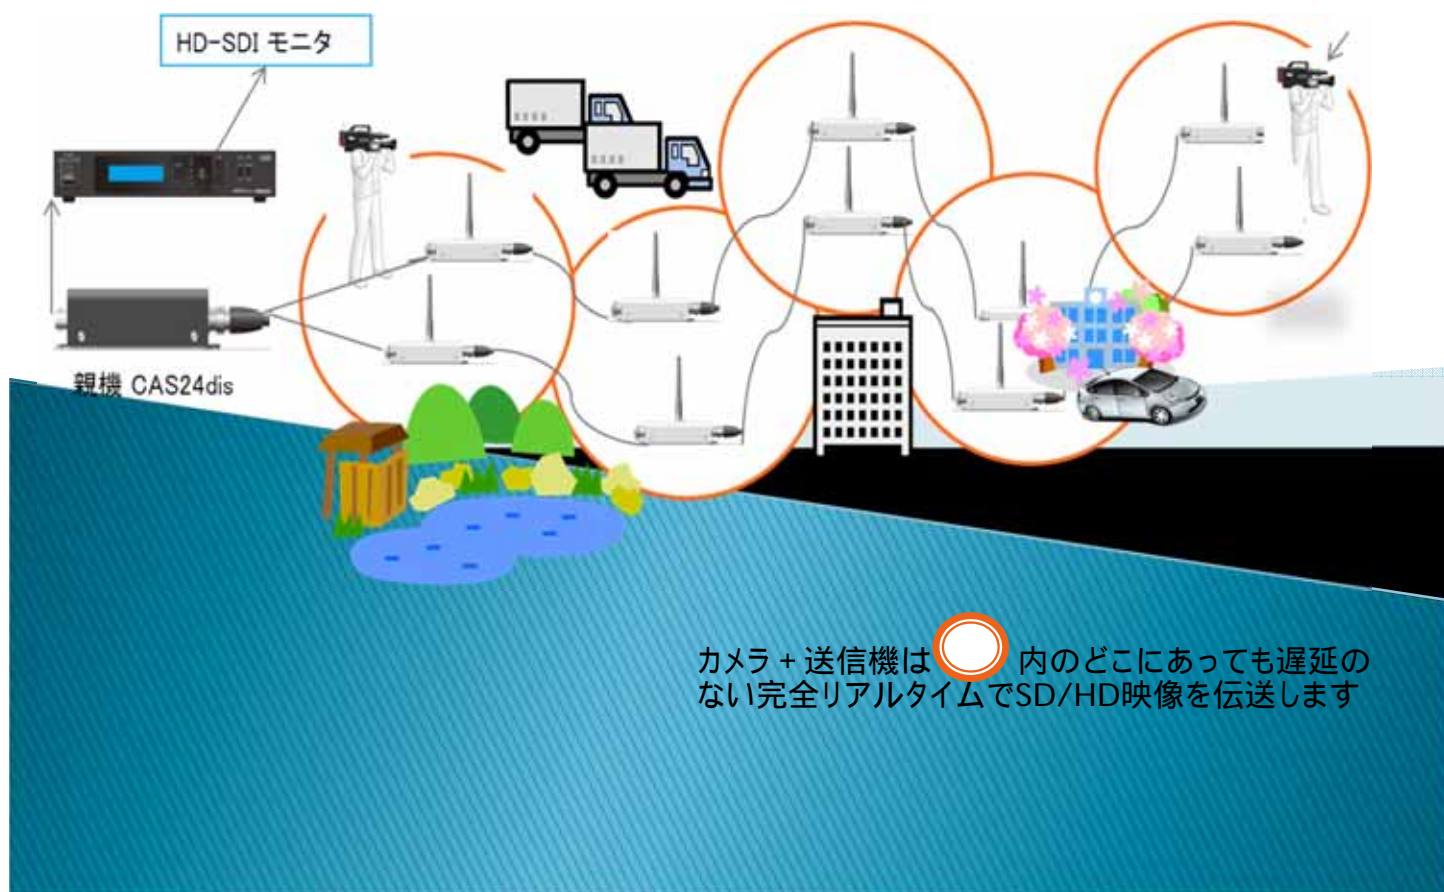 HD-SDI モニタ
親機 CAS24dis
カメラ + 送信機は 内のどこにあっても遅延の
ない完全リアルタイムでSD/HD映像を伝送します